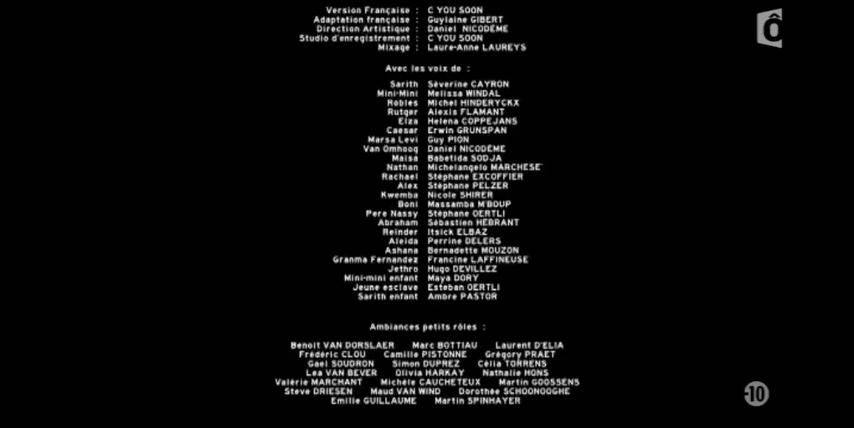 Version Française : C YOU SOON
Adaptation française : Guylaine GIBERT
Direction Artistique : Daniel NICODÈME
Studio d'enregistrement : C YOU SOON
Mixage : Laure-Anne LAUREYS
Avec les voix de :
Sarith Séverine CAYRON
Mini-Mini Melissa WINDAL
Robles Michel HINDERYCKX
Rutger Alexis FLAMANT
Elza Helena COPPEJANS
Caesar Erwin GRUNSPAN
Marsa Levi Guy PION
Van Omhoog Daniel NICODÈME
Maisa Babetida SODJA
Nathan Michelangelo MARCHESE
Rachael Stéphane EXCOFFIER
Alex Stéphane PELZER
Kwemba Nicole SHIRER
Boni Massamba M'BOUP
Pere Nassy Stéphane OERTLI
Abraham Sébastien HÉBRANT
Reinder Itsick ELBAZ
Aleida Perrine DELERS
Ashana Bernadette MOUZON
Granma Fernandez Francine LAFFINEUSE
Jethro Hugo DEVILLEZ
Mini-mini enfant Maya DORY
Jeune esclave Esteban OERTLI
Sarith enfant Ambre PASTOR
Ambiances petits rôles :
Benoit VAN DORSLAER Marc BOTTIAU Laurent D'ELIA
Frédéric CLOU Camille PISTONNE Grégory PRAET
Gael SOUDRON Simon DUPREZ Célia TORRENS
Lea VAN BEVER Olivia HARKAY Nathalie HONS
Valérie MARCHANT Michèle CAUCHETEUX Martin GOOSSENS
Steve DRIESEN Maud VAN WIND Dorothée SCHOONOOGHE
Emilie GUILLAUME Martin SPINHAYER
ô
-10